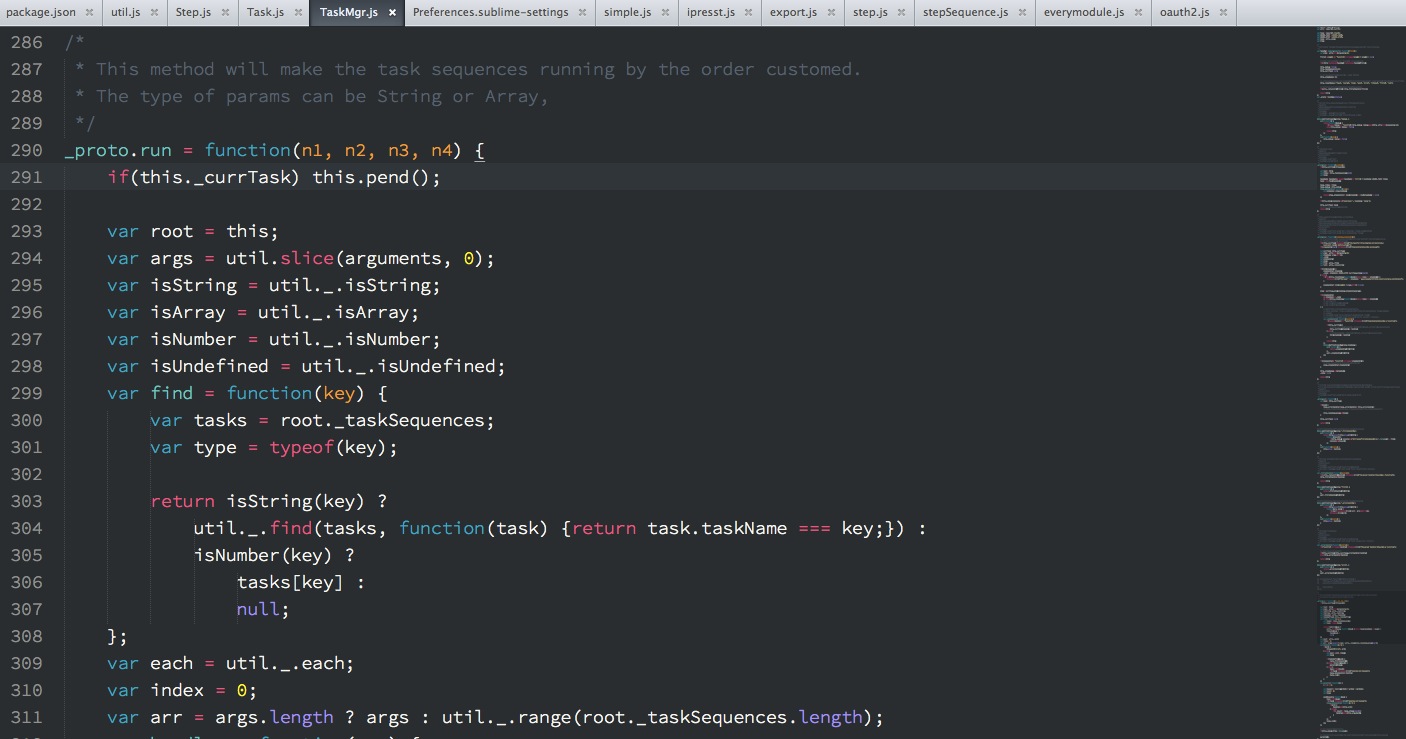 package.json × util.js × Step.js × Task.js × TaskMgr.js × Preferences.sublime-settings × simple.js × ipresst.js × export.js × step.js × stepSequence.js × everymodule.js × oauth2.js ×
286 /*
287  * This method will make the task sequences running by the order customed.
288  * The type of params can be String or Array,
289  */
290 _proto.run = function(n1, n2, n3, n4) {
291     if(this._currTask) this.pend();
292
293     var root = this;
294     var args = util.slice(arguments, 0);
295     var isString = util._.isString;
296     var isArray = util._.isArray;
297     var isNumber = util._.isNumber;
298     var isUndefined = util._.isUndefined;
299     var find = function(key) {
300         var tasks = root._taskSequences;
301         var type = typeof(key);
302
303         return isString(key) ?
304             util._.find(tasks, function(task) {return task.taskName === key;}) :
305             isNumber(key) ?
306                 tasks[key] :
307                 null;
308     };
309     var each = util._.each;
310     var index = 0;
311     var arr = args.length ? args : util._.range(root._taskSequences.length);